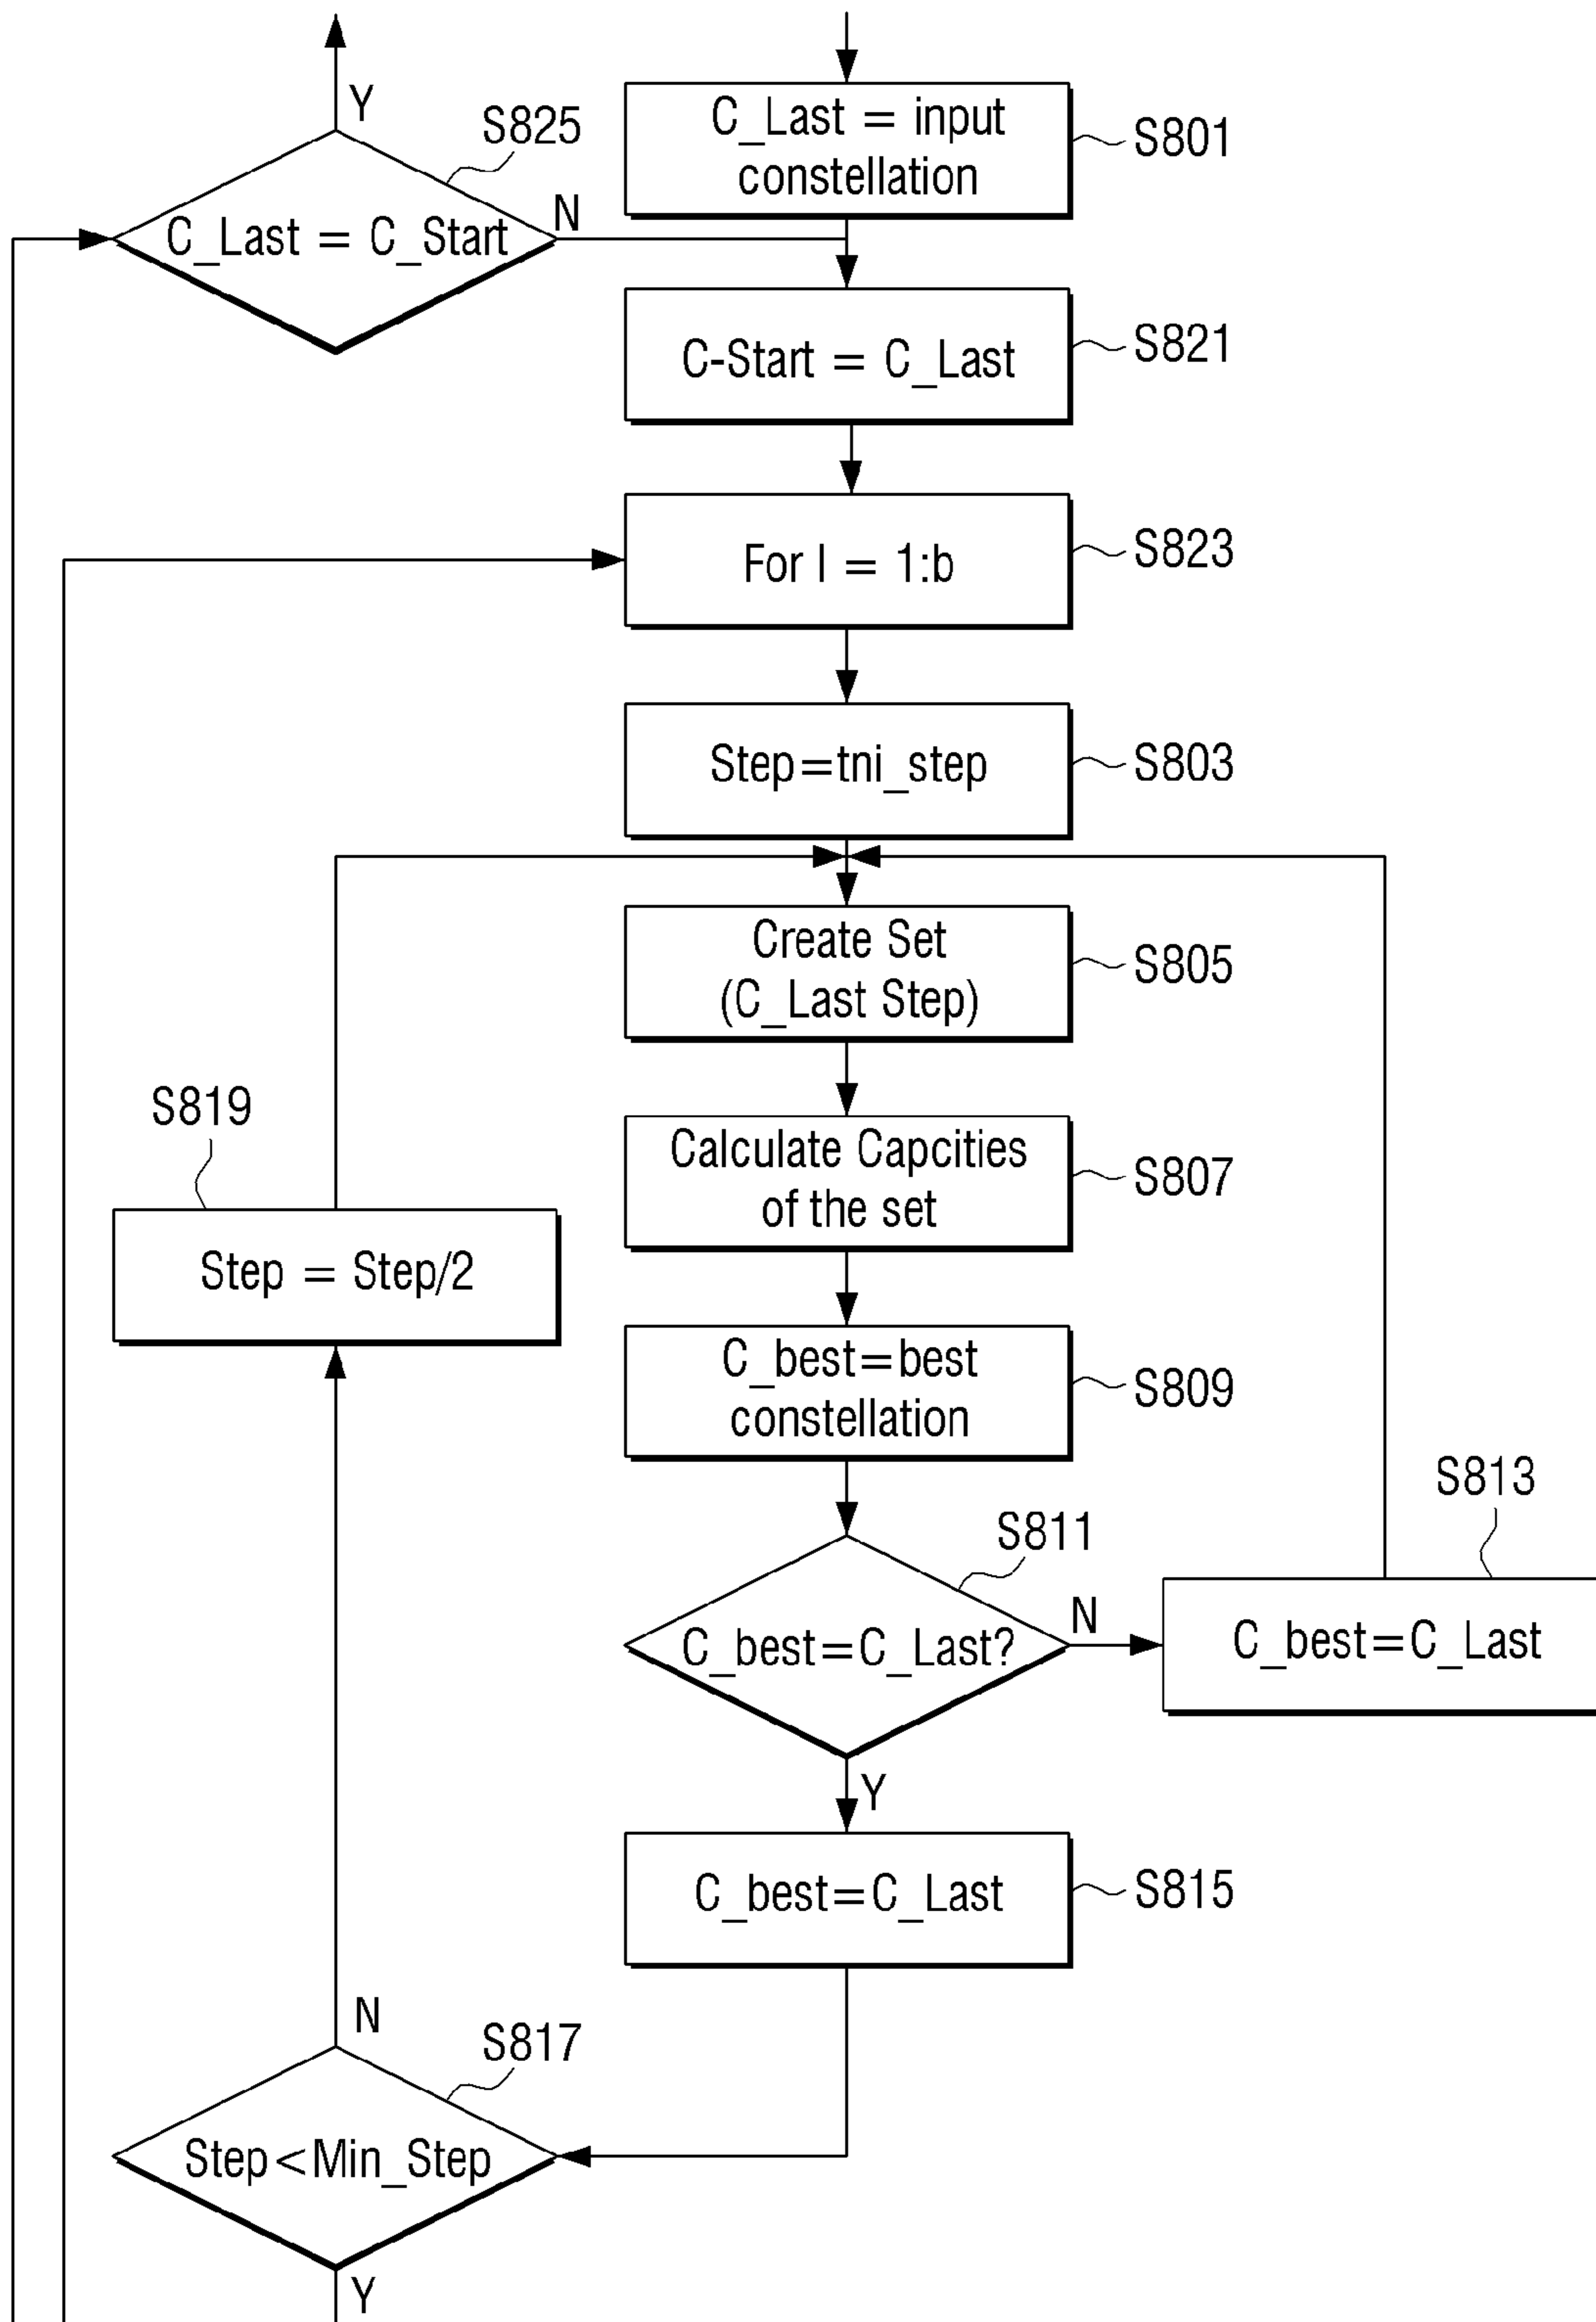 Y
S825
C_Last = C_Start
N
C_Last = input
constellation
S801
C-Start = C_Last
S821
For I = 1:b
S823
Step=tni_step
S803
Create Set
(C_Last Step)
S805
S819
Step = Step/2
Calculate Capcities
of the set
S807
C_best=best
constellation
S809
S811
C_best=C_Last?
N
S813
C_best=C_Last
Y
C_best=C_Last
S815
N
S817
Step<Min_Step
Y